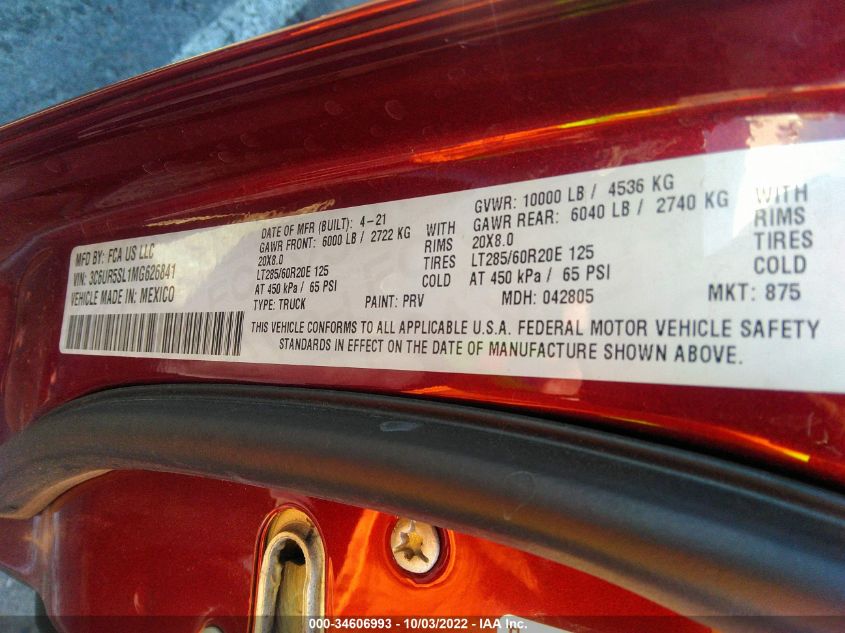 MFD BY: FCA US LLC
VIN: 3C6UR5SL1MG626841
VEHICLE MADE IN: MEXICO
DATE OF MFR (BUILT): 4-21
GAWR FRONT: 6000 LB / 2722 KG WITH
20X8.0 RIMS
LT285/60R20E 125 TIRES
AT 450 kPa / 65 PSI COLD
GVWR: 10000 LB / 4536 KG
GAWR REAR: 6040 LB / 2740 KG WITH
20X8.0 RIMS
LT285/60R20E 125 TIRES
AT 450 kPa / 65 PSI COLD
TYPE: TRUCK PAINT: PRV MDH: 042805 MKT: 875
THIS VEHICLE CONFORMS TO ALL APPLICABLE U.S.A. FEDERAL MOTOR VEHICLE SAFETY
STANDARDS IN EFFECT ON THE DATE OF MANUFACTURE SHOWN ABOVE.
000-34606993 - 10/03/2022 - IAA Inc.